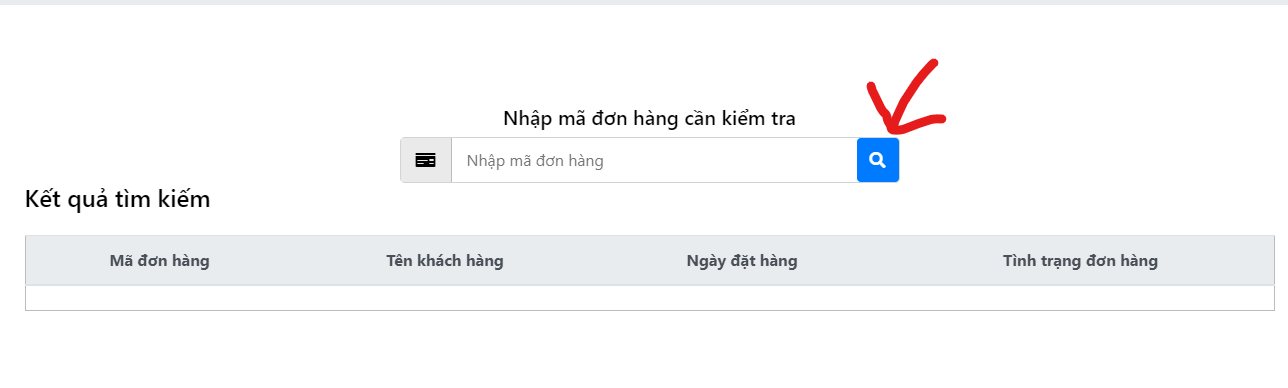 Nhập mã đơn hàng cần kiểm tra
Nhập mã đơn hàng
Kết quả tìm kiếm
Mã đơn hàng Tên khách hàng Ngày đặt hàng Tình trạng đơn hàng